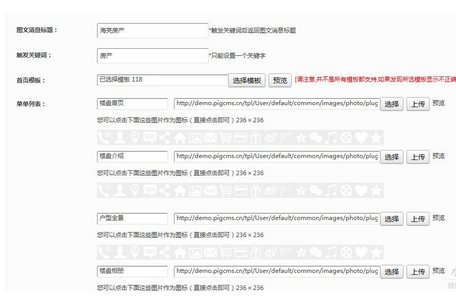 图文消息标题： 海亮房产 *触发关键词后返回图文消息标题
触发关键词： 房产 *只能设置一个关键字
首页模板： 已选择模板 118 选择模板 预览 [请注意,并不是所有模板都支持,如果发现所选模板显示不正确
菜单列表： 楼盘首页 http://demo.pigcms.cn/tpl/User/default/common/images/photo/plug 选择 上传 预览
您可以点击下面这些图片作为图标（直接点击即可）236×236
楼盘介绍 http://demo.pigcms.cn/tpl/User/default/common/images/photo/plug 选择 上传 预览
您可以点击下面这些图片作为图标（直接点击即可）236×236
户型全景 http://demo.pigcms.cn/tpl/User/default/common/images/photo/plug 选择 上传 预览
您可以点击下面这些图片作为图标（直接点击即可）236×236
楼盘相册 http://demo.pigcms.cn/tpl/User/default/common/images/photo/plug 选择 上传 预览
您可以点击下面这些图片作为图标（直接点击即可）236×236